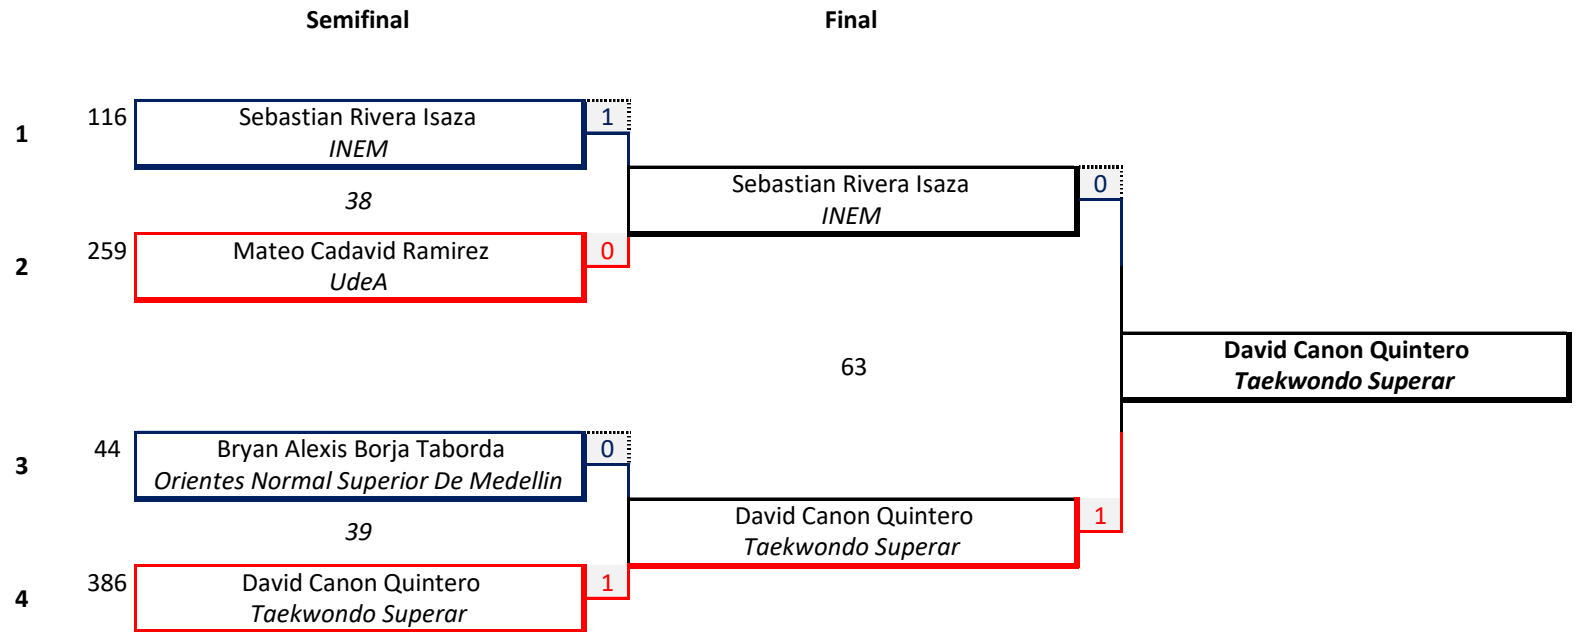 Semifinal
Final
1
116
Sebastian Rivera Isaza
INEM
1
38
2
259
Mateo Cadavid Ramirez
UdeA
0
Sebastian Rivera Isaza
INEM
0
63
David Canon Quintero
Taekwondo Superar
3
44
Bryan Alexis Borja Taborda
Orientes Normal Superior De Medellin
0
39
4
386
David Canon Quintero
Taekwondo Superar
1
David Canon Quintero
Taekwondo Superar
1